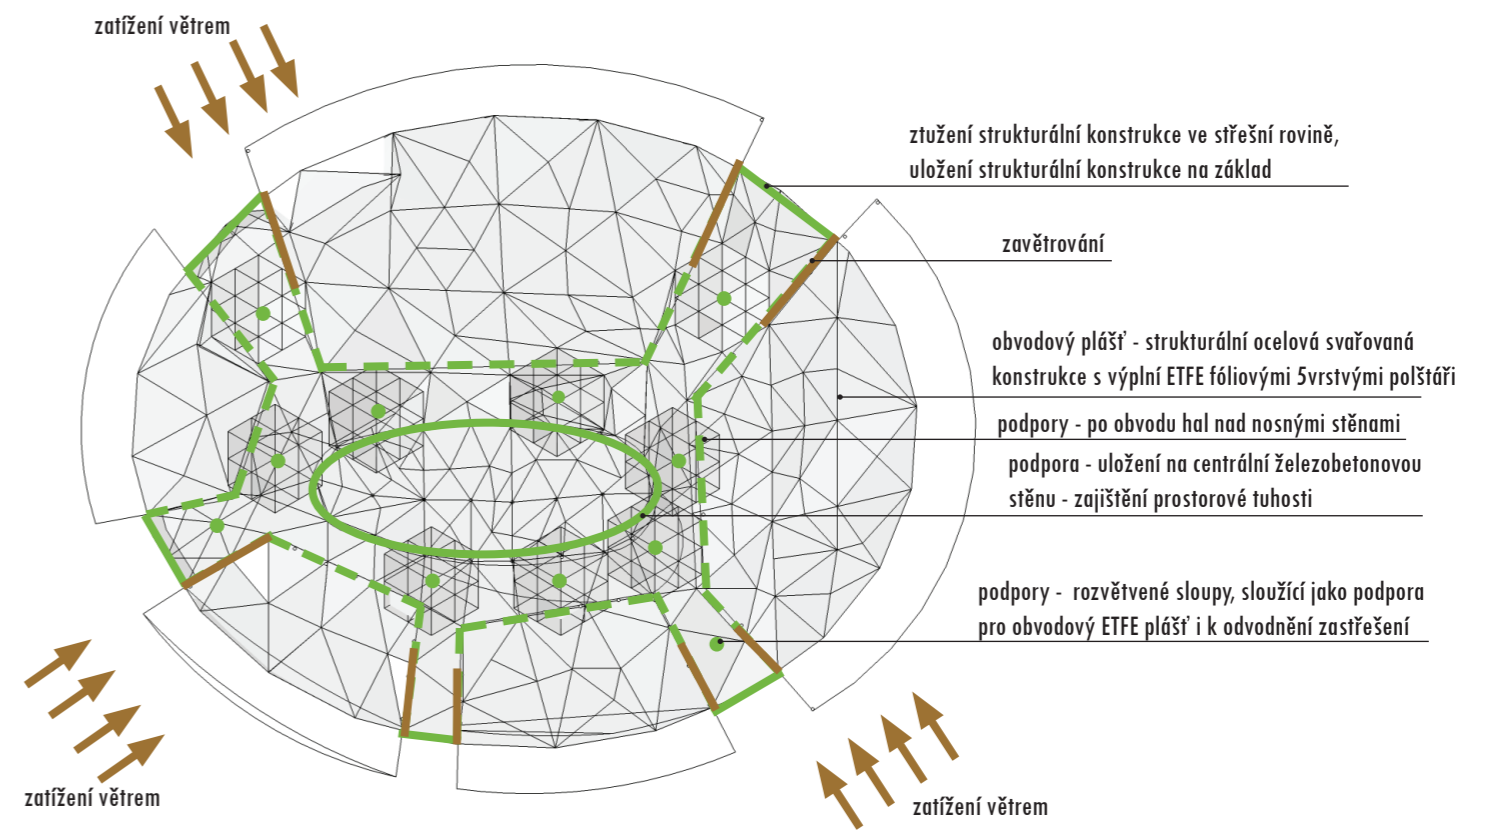 zatížení větrem
ztužení strukturální konstrukce ve střešní rovině,
uložení strukturální konstrukce na základ
zavětrování
obvodový plášť - strukturální ocelová svařovaná
konstrukce s výplní ETFE fóliovými 5vrstvými polštáři
podpory - po obvodu hal nad nosnými stěnami
podpora - uložení na centrální železobetonovou
stěnu - zajištění prostorové tuhosti
podpory - rozvětvené sloupy, sloužící jako podpora
pro obvodový ETFE plášť i k odvodnění zastřešení
zatížení větrem
zatížení větrem